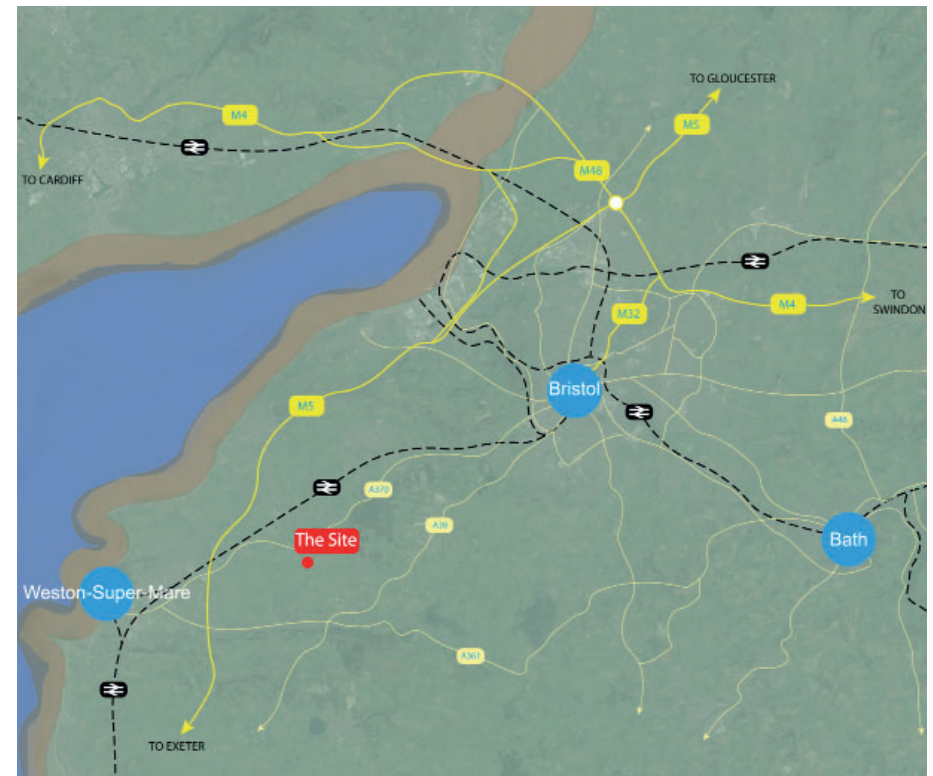 TO GLOUCESTER
M4
M5
TO CARDIFF
M48
TO
SWINDON
M4
M32
Bristol
M5
A46
A370
A38
The Site
Bath
Weston-Super-Mare
A361
TO EXETER